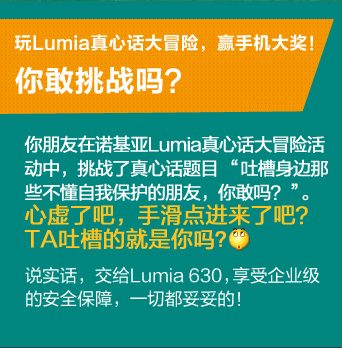 玩Lumia真心话大冒险，赢手机大奖！
你敢挑战吗？
你朋友在诺基亚Lumia真心话大冒险活
动中，挑战了真心话题目“吐槽身边那
些不懂自我保护的朋友，你敢吗？”。
心虚了吧，手滑点进来了吧？
TA吐槽的就是你吗？
说实话，交给Lumia 630，享受企业级
的安全保障，一切都妥妥的！